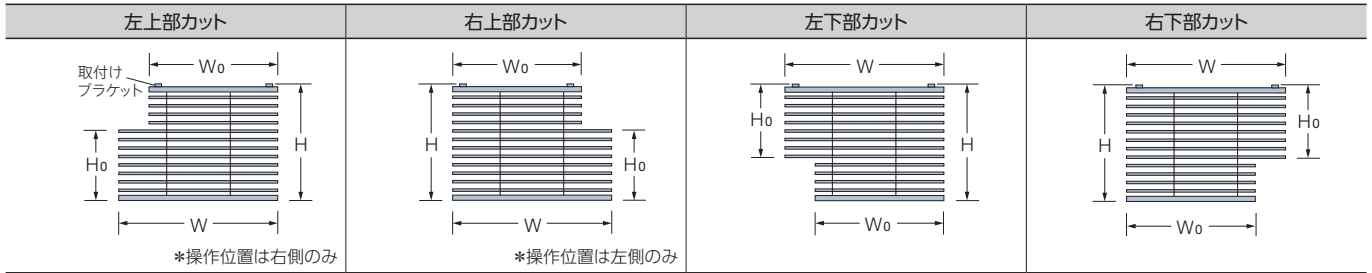 左上部カット
右上部カット
左下部カット
右下部カット
取付け
ブラケット
W₀
H₀
H
W
*操作位置は右側のみ
W₀
H
H₀
W
*操作位置は左側のみ
W
H₀
H
W₀
W
H
H₀
W₀